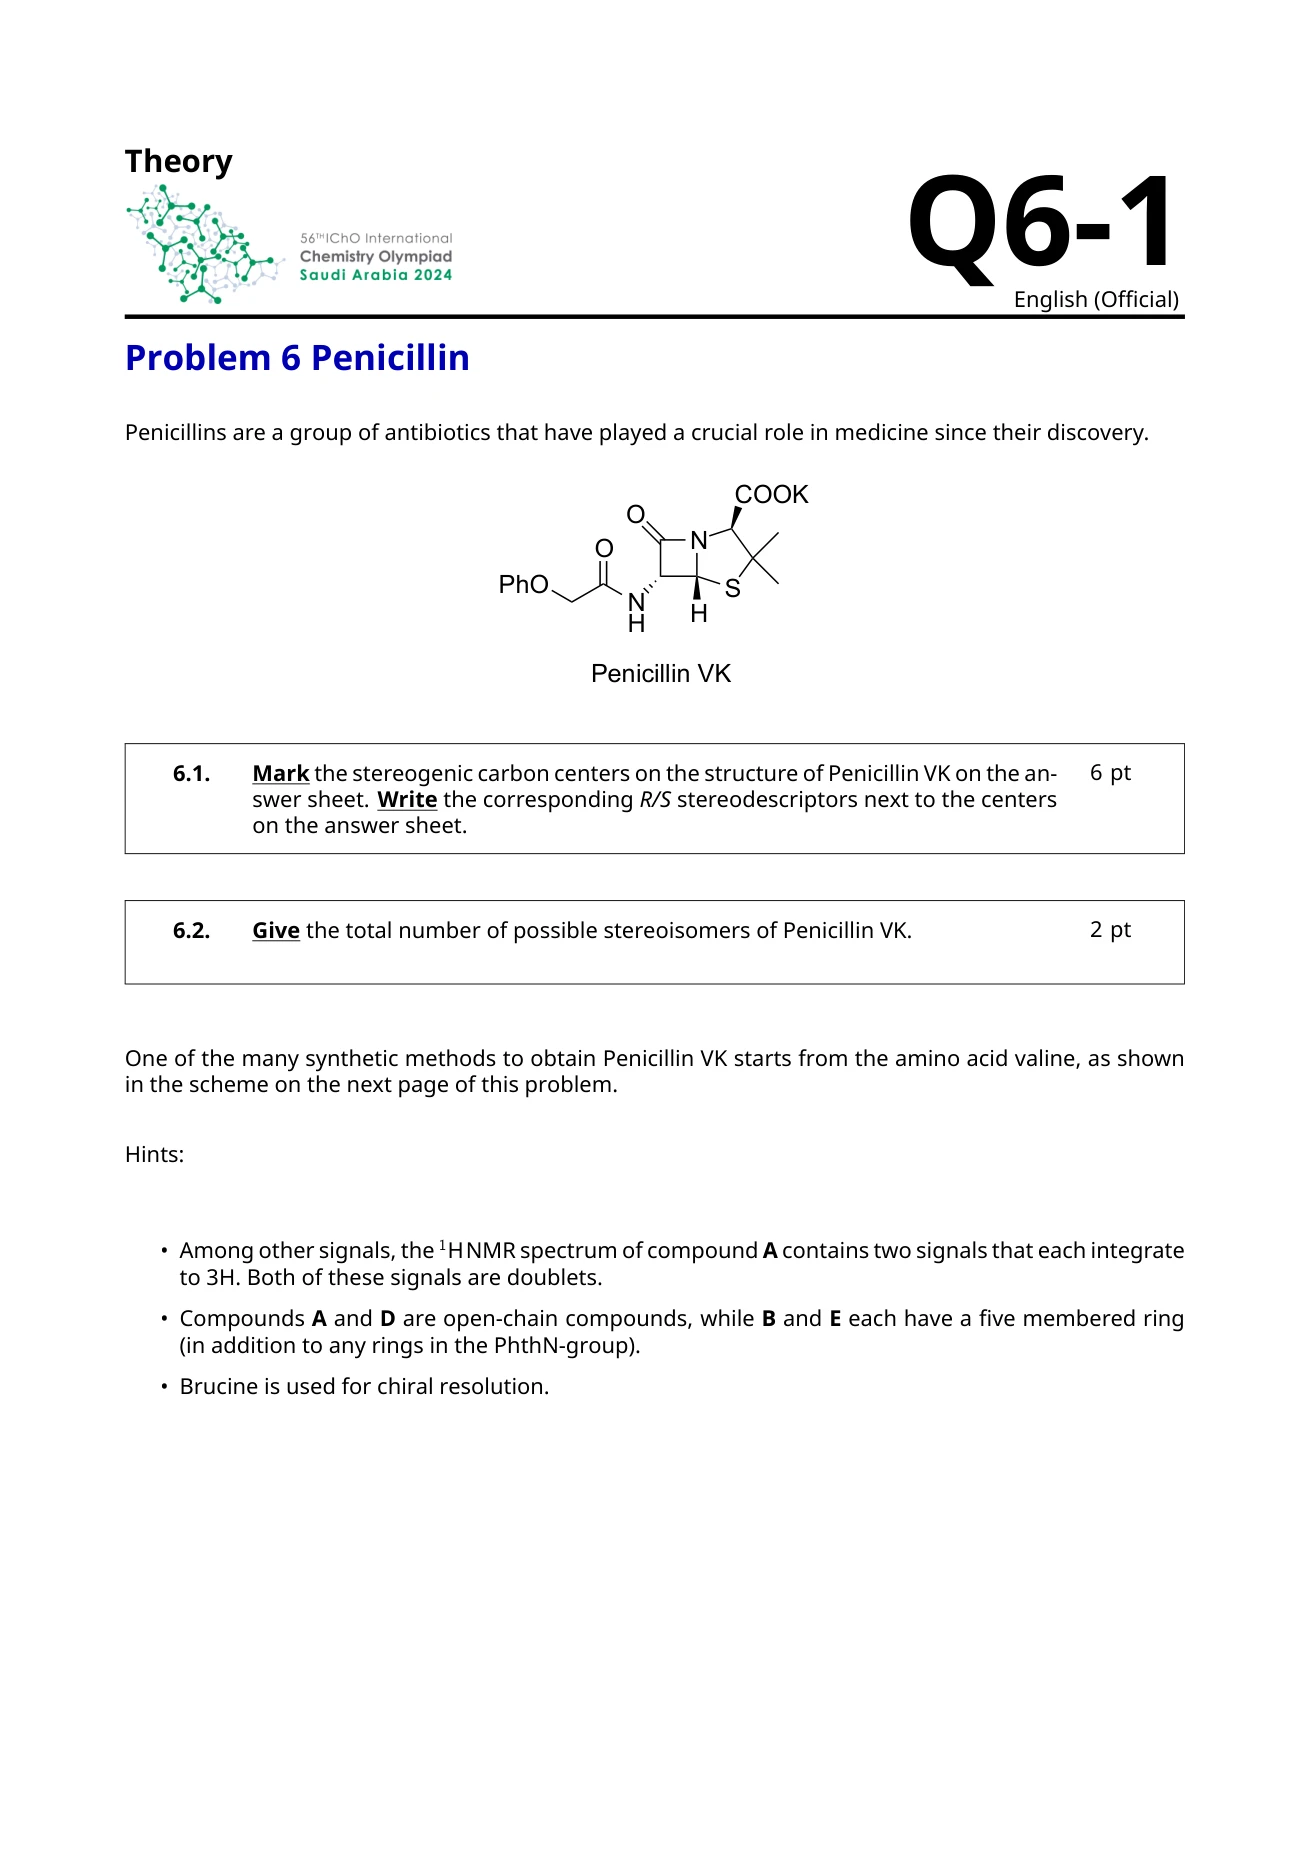 Theory
56ᵀᴴIChO International
Chemistry Olympiad
Saudi Arabia 2024
Q6-1
English (Official)
Problem 6 Penicillin
Penicillins are a group of antibiotics that have played a crucial role in medicine since their discovery.
COOK
O
N
O
PhO
S
N
H
H
Penicillin VK
6.1. Mark the stereogenic carbon centers on the structure of Penicillin VK on the an- 6 pt
swer sheet. Write the corresponding R/S stereodescriptors next to the centers
on the answer sheet.
6.2. Give the total number of possible stereoisomers of Penicillin VK. 2 pt
One of the many synthetic methods to obtain Penicillin VK starts from the amino acid valine, as shown
in the scheme on the next page of this problem.
Hints:
• Among other signals, the ¹H NMR spectrum of compound A contains two signals that each integrate
to 3H. Both of these signals are doublets.
• Compounds A and D are open-chain compounds, while B and E each have a five membered ring
(in addition to any rings in the PhthN-group).
• Brucine is used for chiral resolution.